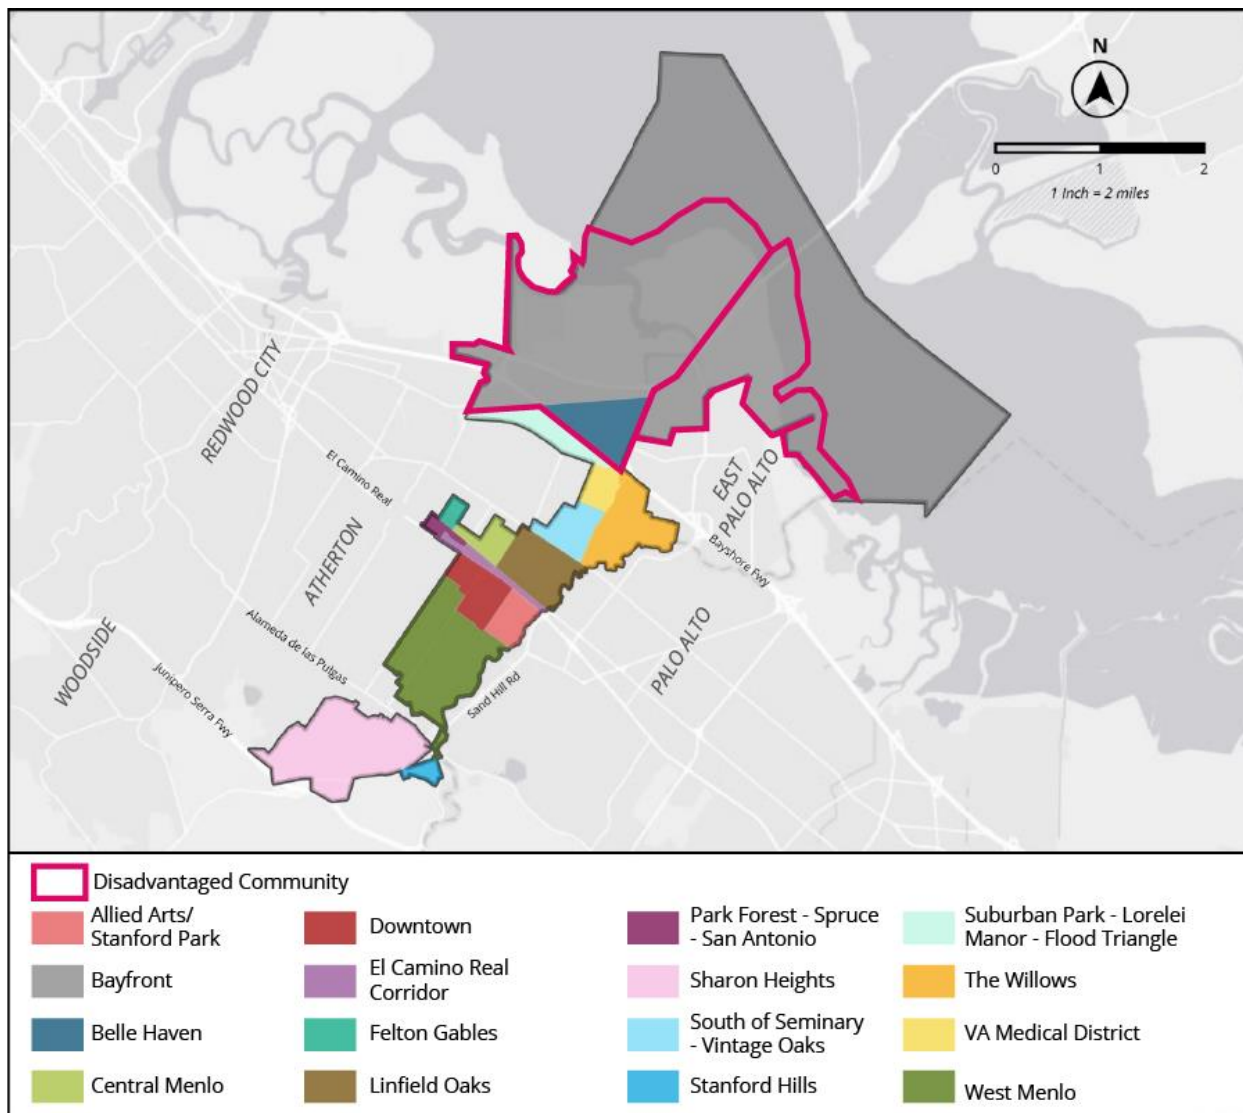 N
0 1 2
1 Inch = 2 miles
REDWOOD CITY
El Camino Real
EAST
PALO ALTO
Bayshore Fwy
ATHERTON
Alameda de las Pulgas
PALO ALTO
WOODSIDE
Junipero Serra Fwy
Sand Hill Rd
Disadvantaged Community
Allied Arts/
Stanford Park
Bayfront
Belle Haven
Central Menlo
Downtown
El Camino Real
Corridor
Felton Gables
Linfield Oaks
Park Forest - Spruce
- San Antonio
Sharon Heights
South of Seminary
- Vintage Oaks
Stanford Hills
Suburban Park - Lorelei
Manor - Flood Triangle
The Willows
VA Medical District
West Menlo